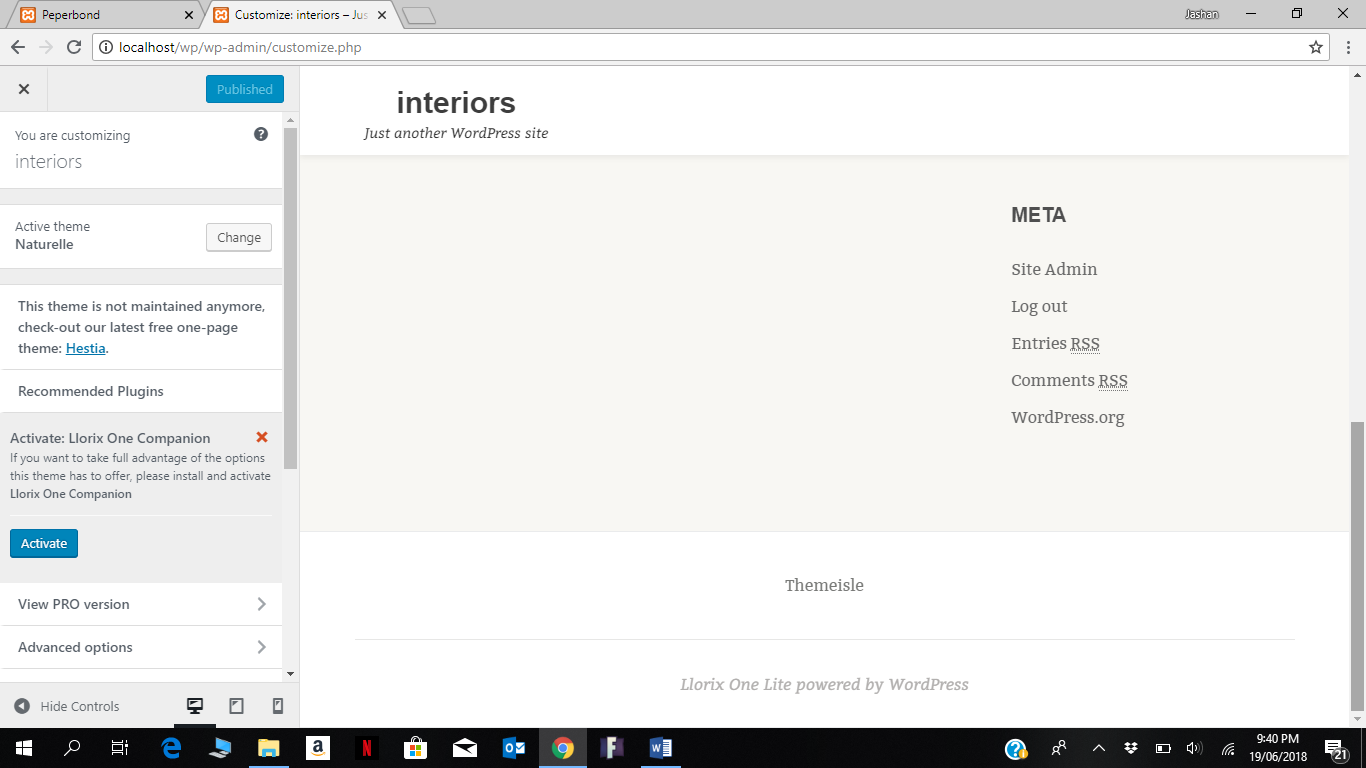 Peperbond
Customize: interiors – Jus
Jashan
localhost/wp/wp-admin/customize.php
Published
You are customizing
interiors
Active theme
Naturelle
Change
This theme is not maintained anymore,
check-out our latest free one-page
theme: Hestia.
Recommended Plugins
Activate: Llorix One Companion
If you want to take full advantage of the options
this theme has to offer, please install and activate
Llorix One Companion
Activate
View PRO version
Advanced options
Hide Controls
interiors
Just another WordPress site
META
Site Admin
Log out
Entries RSS
Comments RSS
WordPress.org
Themeisle
Llorix One Lite powered by WordPress
9:40 PM
19/06/2018
21